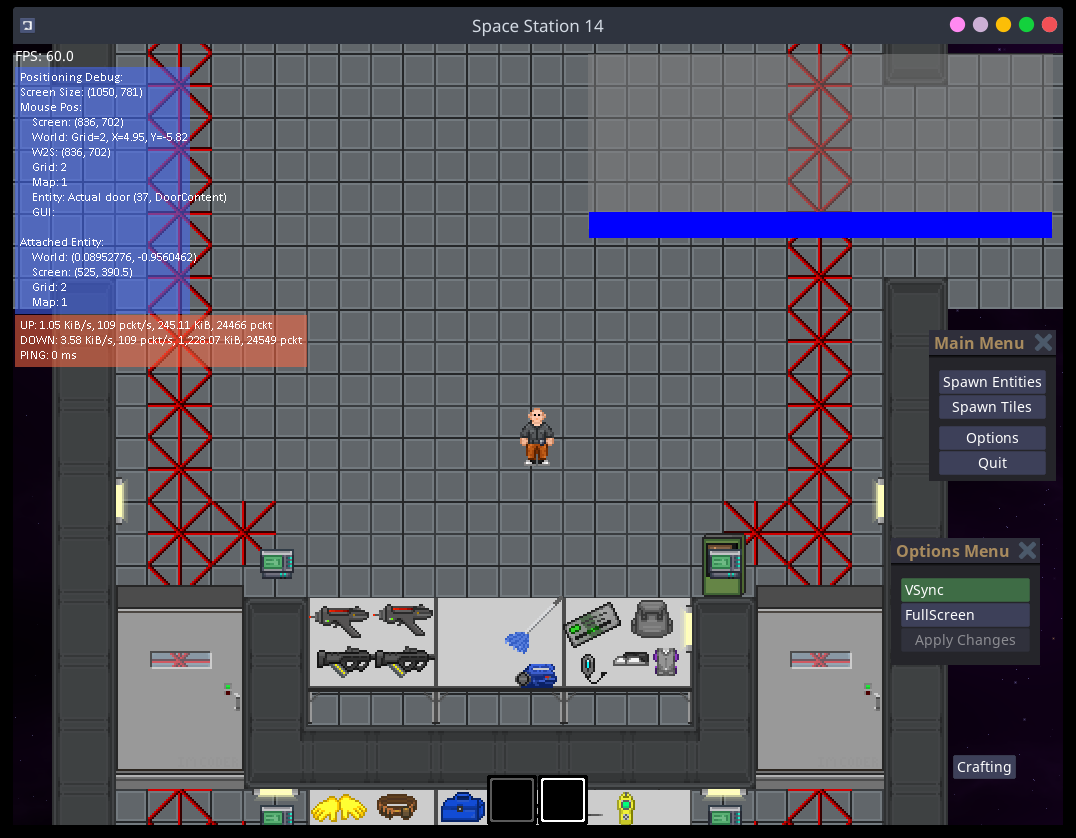 Space Station 14
FPS: 60.0
Positioning Debug:
Screen Size: (1050, 781)
Mouse Pos:
Screen: (836, 702)
World: Grid=2, X=4.95, Y=-5.82
W2S: (836, 702)
Grid: 2
Map: 1
Entity: Actual door (37, DoorContent)
GUI:
Attached Entity:
World: (0.08952776, -0.9560462)
Screen: (525, 390.5)
Grid: 2
Map: 1
UP: 1.05 KiB/s, 109 pckt/s, 245.11 KiB, 24466 pckt
DOWN: 3.58 KiB/s, 109 pckt/s, 1,228.07 KiB, 24549 pckt
PING: 0 ms
Main Menu
Spawn Entities
Spawn Tiles
Options
Quit
Options Menu
VSync
FullScreen
Apply Changes
Crafting